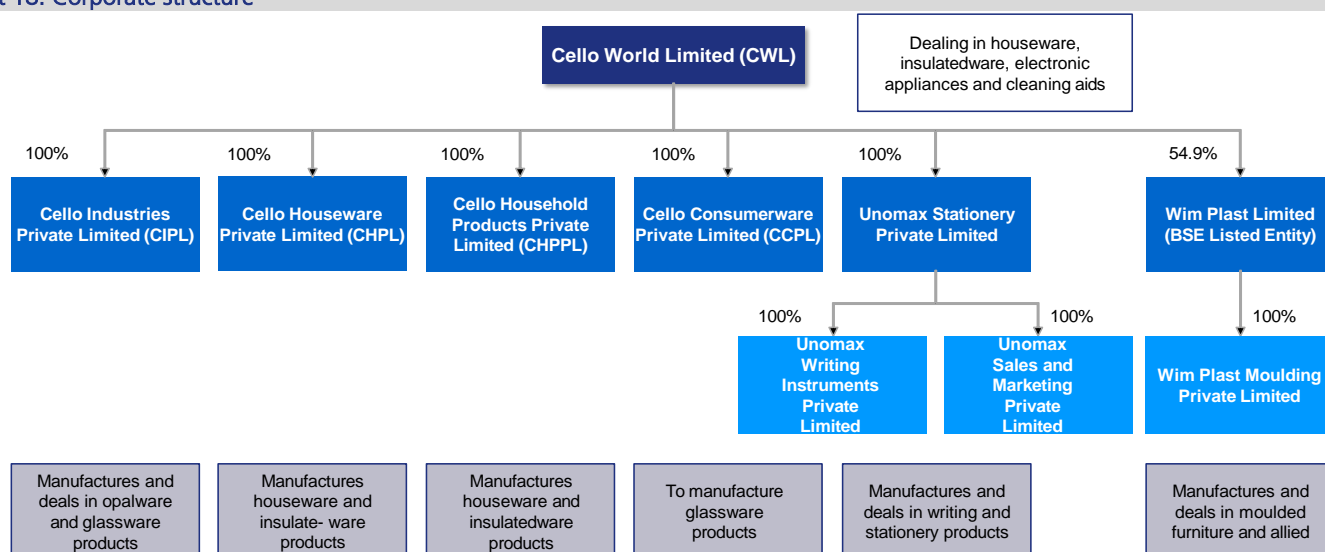 18: Corporate structure
Cello World Limited (CWL)
Dealing in houseware,
insulatedware, electronic
appliances and cleaning aids
100%
100%
100%
100%
100%
54.9%
Cello Industries
Private Limited (CIPL)
Cello Houseware
Private Limited (CHPL)
Cello Household
Products Private
Limited (CHPPL)
Cello Consumerware
Private Limited (CCPL)
Unomax Stationery
Private Limited
Wim Plast Limited
(BSE Listed Entity)
100%
100%
100%
Unomax
Writing
Instruments
Private
Limited
Unomax
Sales and
Marketing
Private
Limited
Wim Plast Moulding
Private Limited
Manufactures and
deals in opalware
and glassware
products
Manufactures
houseware and
insulate- ware
products
Manufactures
houseware and
insulatedware
products
To manufacture
glassware
products
Manufactures and
deals in writing and
stationery products
Manufactures and
deals in moulded
furniture and allied